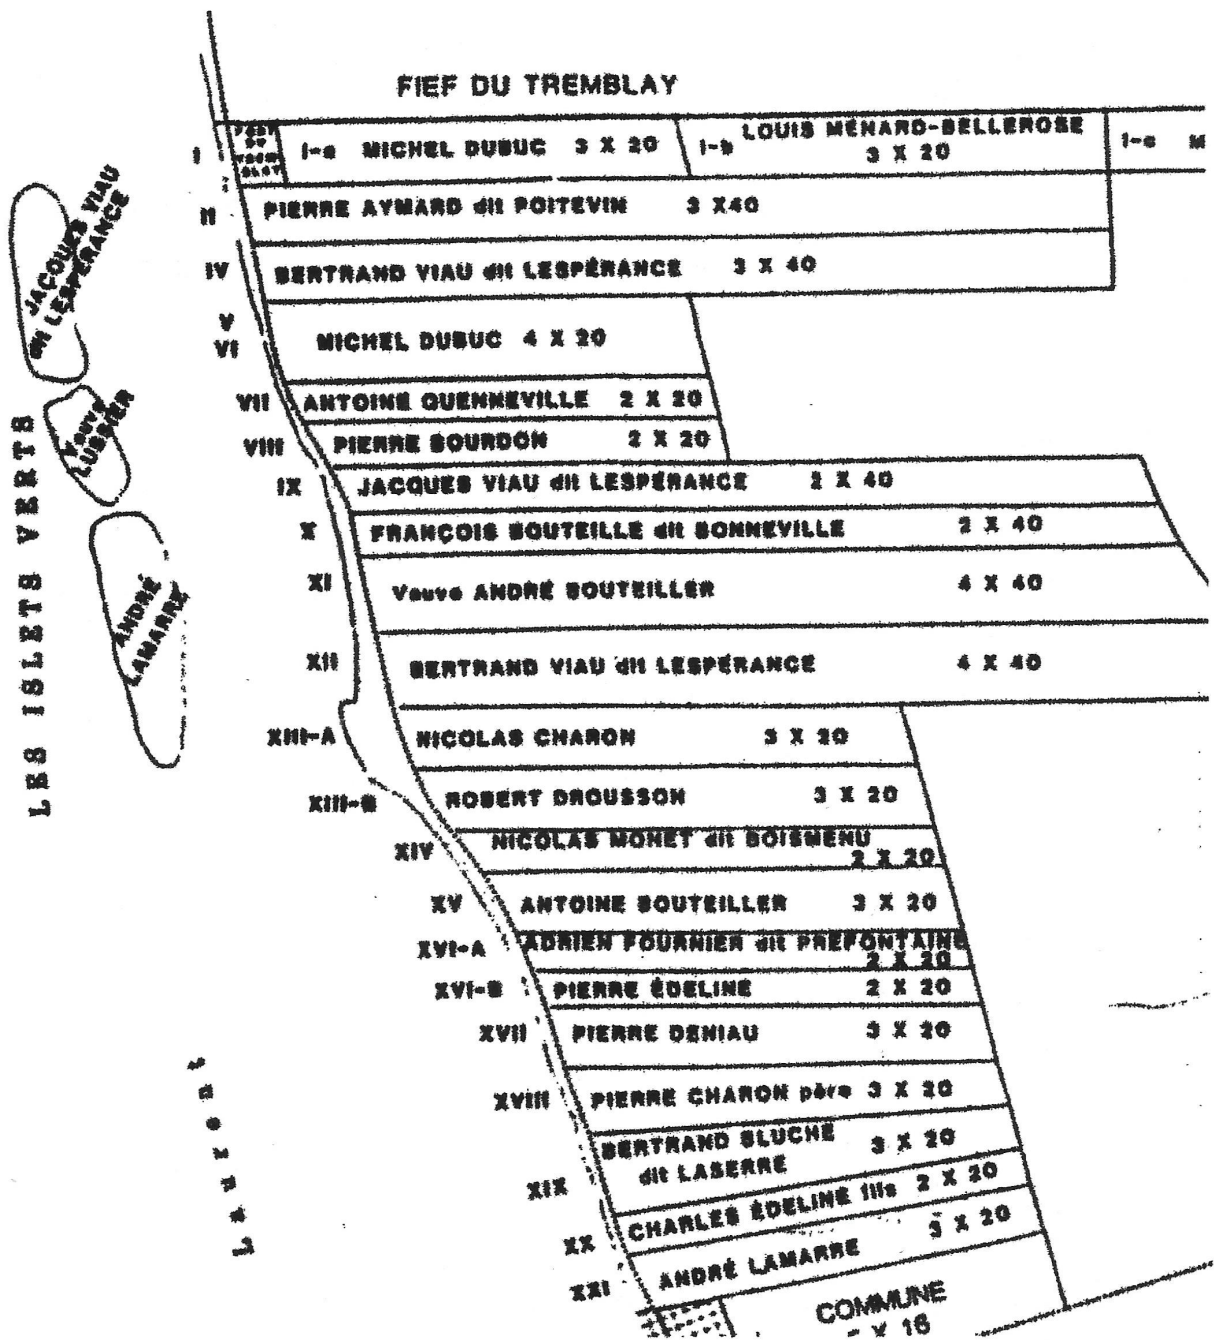 FIEF DU TREMBLAY
I
FORT
DU
TREM-
BLAY
I-a MICHEL DUBUC 3 X 20
I-b LOUIS MÉNARD-BELLEROSE
3 X 20
I-c M
II PIERRE AYMARD dit POITEVIN 3 X40
IV BERTRAND VIAU dit LESPÉRANCE 3 X 40
V
VI MICHEL DUBUC 4 X 20
VII ANTOINE QUENNEVILLE 2 X 20
VIII PIERRE BOURDON 2 X 20
IX JACQUES VIAU dit LESPÉRANCE 2 X 40
X FRANÇOIS BOUTEILLE dit BONNEVILLE 2 X 40
XI Veuve ANDRÉ BOUTEILLER 4 X 40
XII BERTRAND VIAU dit LESPÉRANCE 4 X 40
XIII-A NICOLAS CHARON 3 X 20
XIII-B ROBERT DROUSSON 3 X 20
XIV NICOLAS MONET dit BOISMENU
2 X 20
XV ANTOINE BOUTEILLER 3 X 20
XVI-A ADRIEN FOURNIER dit PREFONTAINE
2 X 20
XVI-B PIERRE ÉDELINE 2 X 20
XVII PIERRE DENIAU 3 X 20
XVIII PIERRE CHARON père 3 X 20
BERTRAND BLUCHE 3 X 20
XIX dit LASERRE
XX CHARLES ÉDELINE fils 2 X 20
XXI ANDRÉ LAMARRE 3 X 20
COMMUNE
X 16
JACQUES VIAU
dit LESPÉRANCE
Veuve
LUSSIER
ANDRÉ
LAMARRE
LES ISLETS VERTS